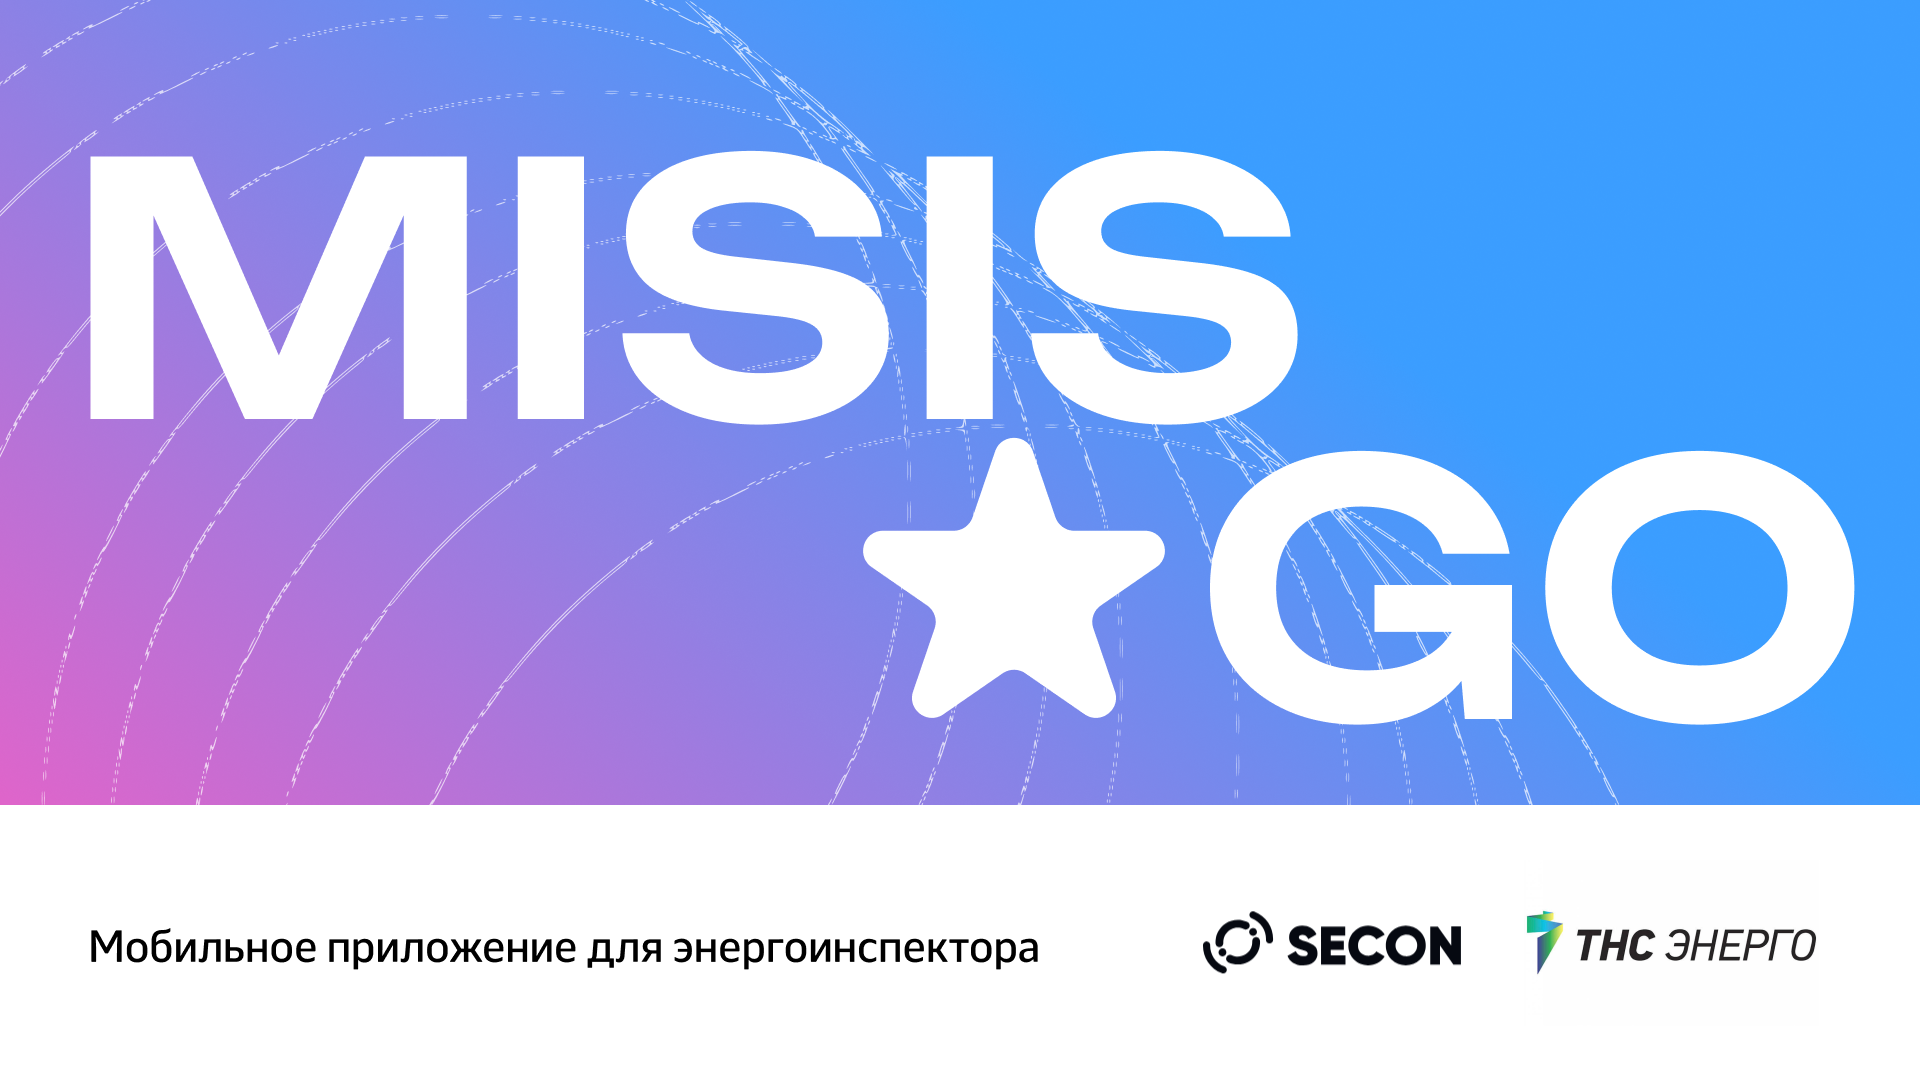 MISIS
GO
Мобильное приложение для энергоинспектора
SECON
ТНС ЭНЕРГО